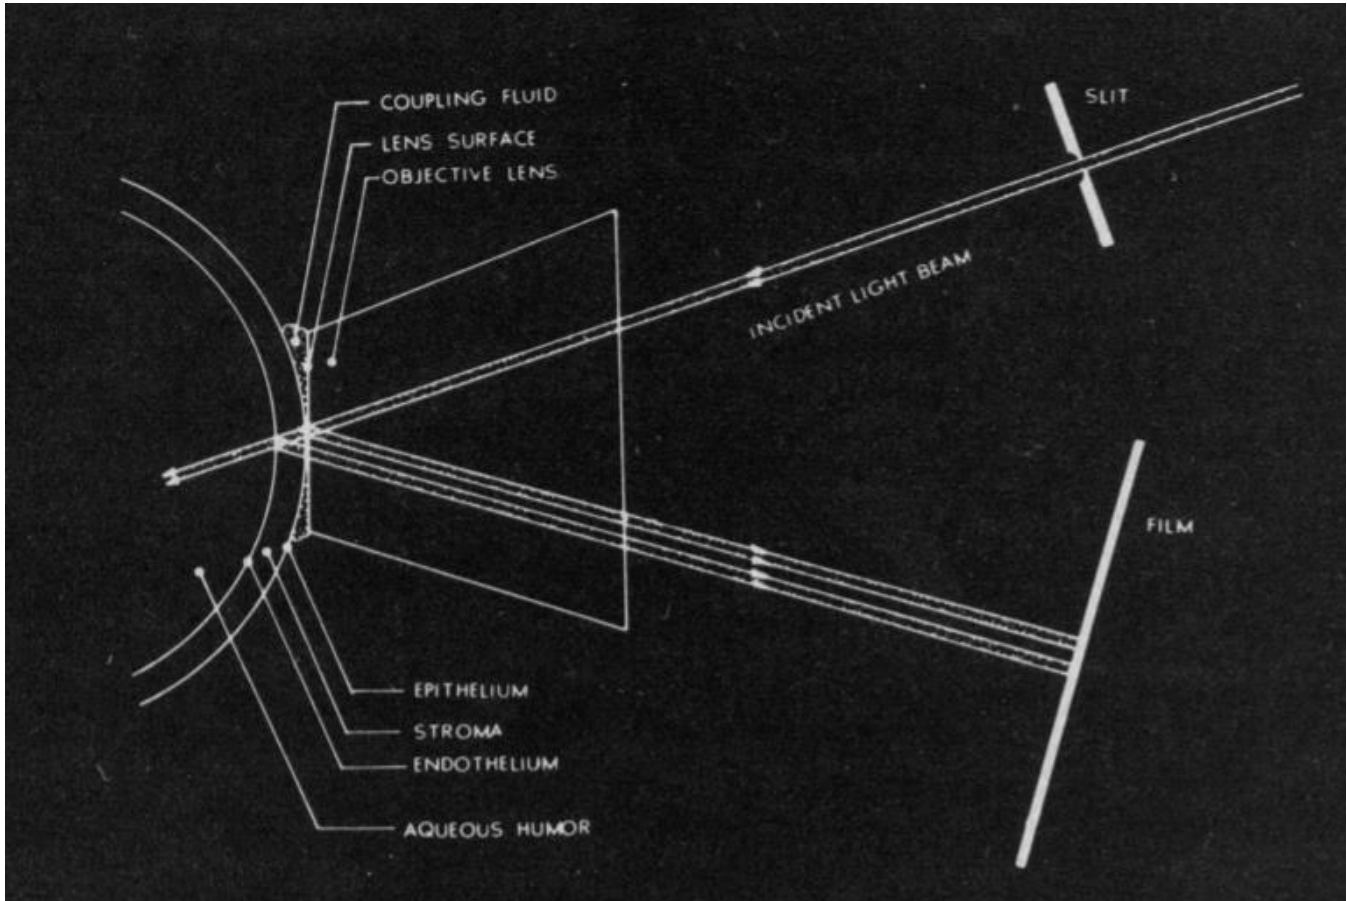 COUPLING FLUID
LENS SURFACE
OBJECTIVE LENS
SLIT
INCIDENT LIGHT BEAM
FILM
EPITHELIUM
STROMA
ENDOTHELIUM
AQUEOUS HUMOR